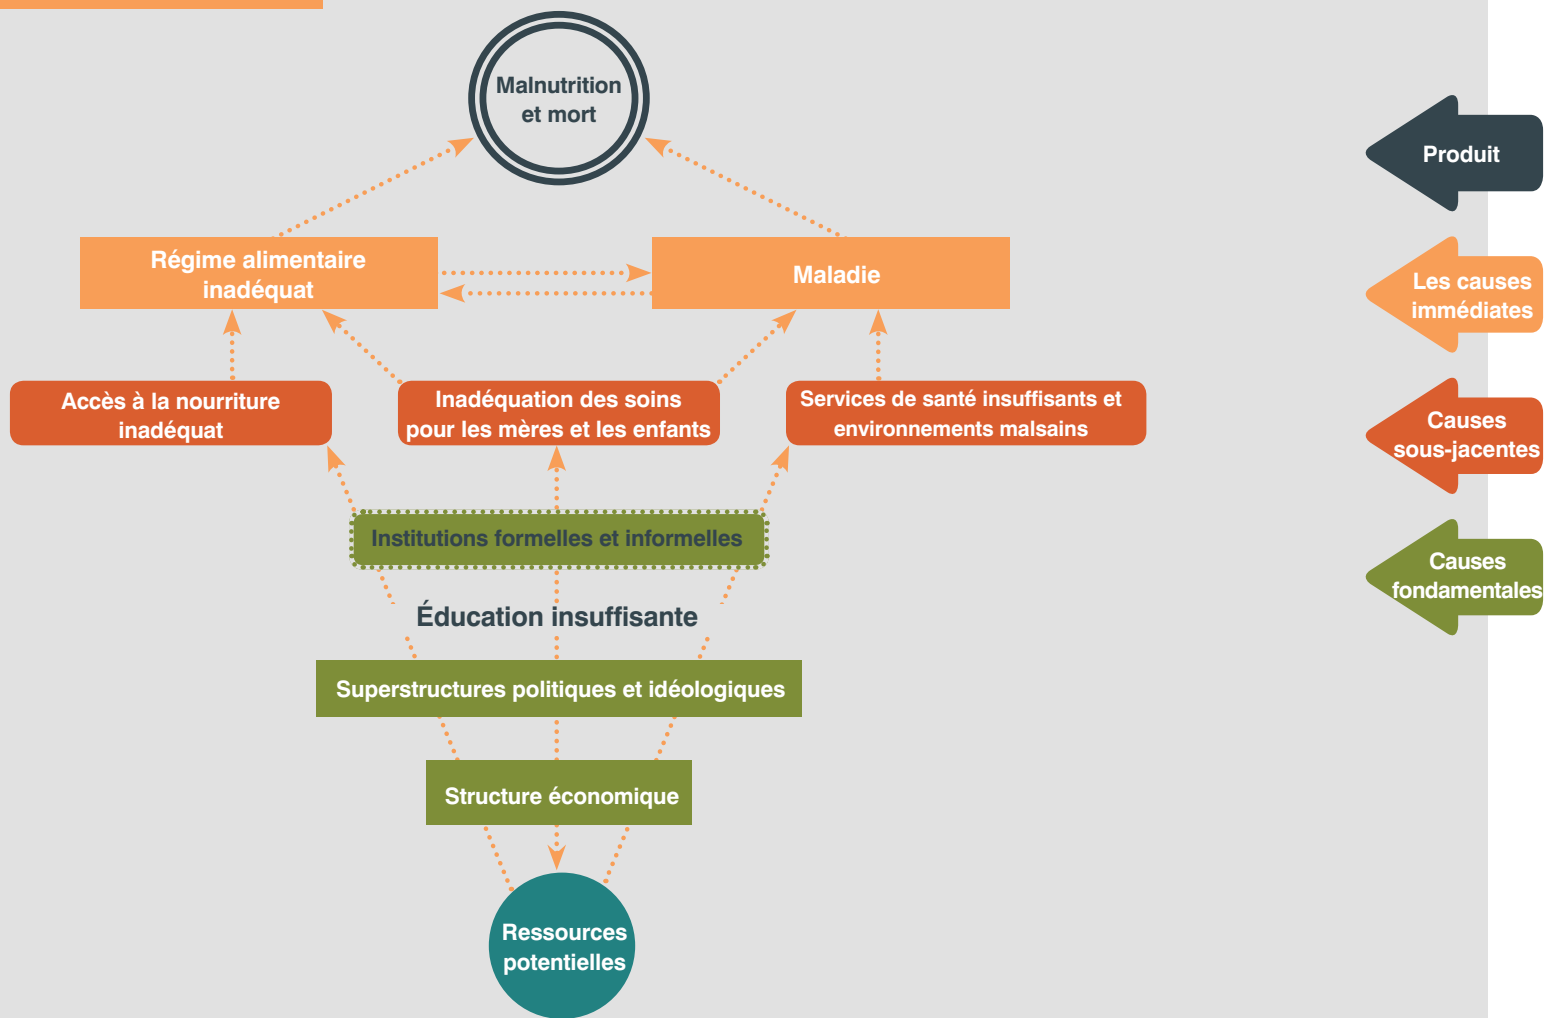 Malnutrition
et mort
Produit
Régime alimentaire
inadéquat
Maladie
Les causes
immédiates
Accès à la nourriture
inadéquat
Inadéquation des soins
pour les mères et les enfants
Services de santé insuffisants et
environnements malsains
Causes
sous-jacentes
Institutions formelles et informelles
Causes
fondamentales
Éducation insuffisante
Superstructures politiques et idéologiques
Structure économique
Ressources
potentielles